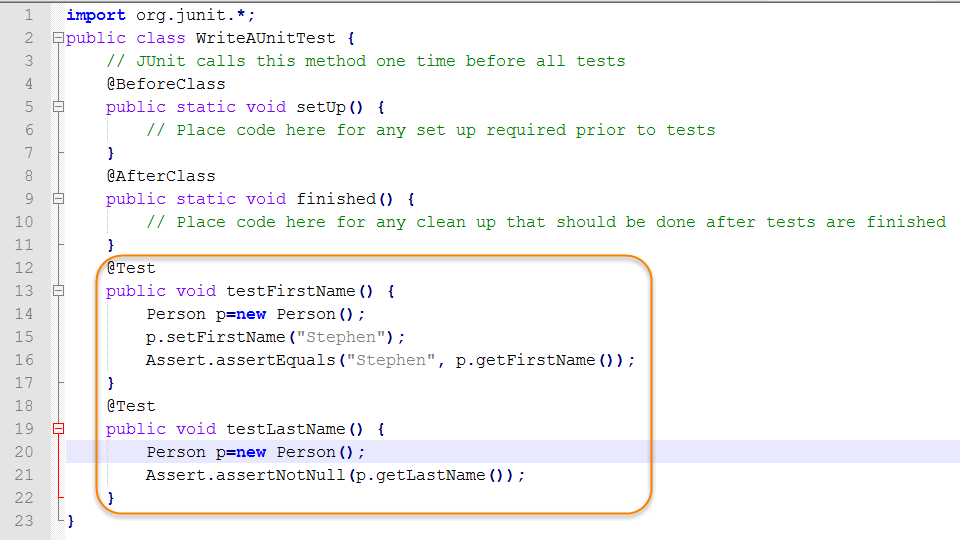 1 import org.junit.*;
2 public class WriteAUnitTest {
3 // JUnit calls this method one time before all tests
4 @BeforeClass
5 public static void setUp() {
6 // Place code here for any set up required prior to tests
7 }
8 @AfterClass
9 public static void finished() {
10 // Place code here for any clean up that should be done after tests are finished
11 }
12 @Test
13 public void testFirstName() {
14 Person p=new Person();
15 p.setFirstName("Stephen");
16 Assert.assertEquals("Stephen", p.getFirstName());
17 }
18 @Test
19 public void testLastName() {
20 Person p=new Person();
21 Assert.assertNotNull(p.getLastName());
22 }
23 }